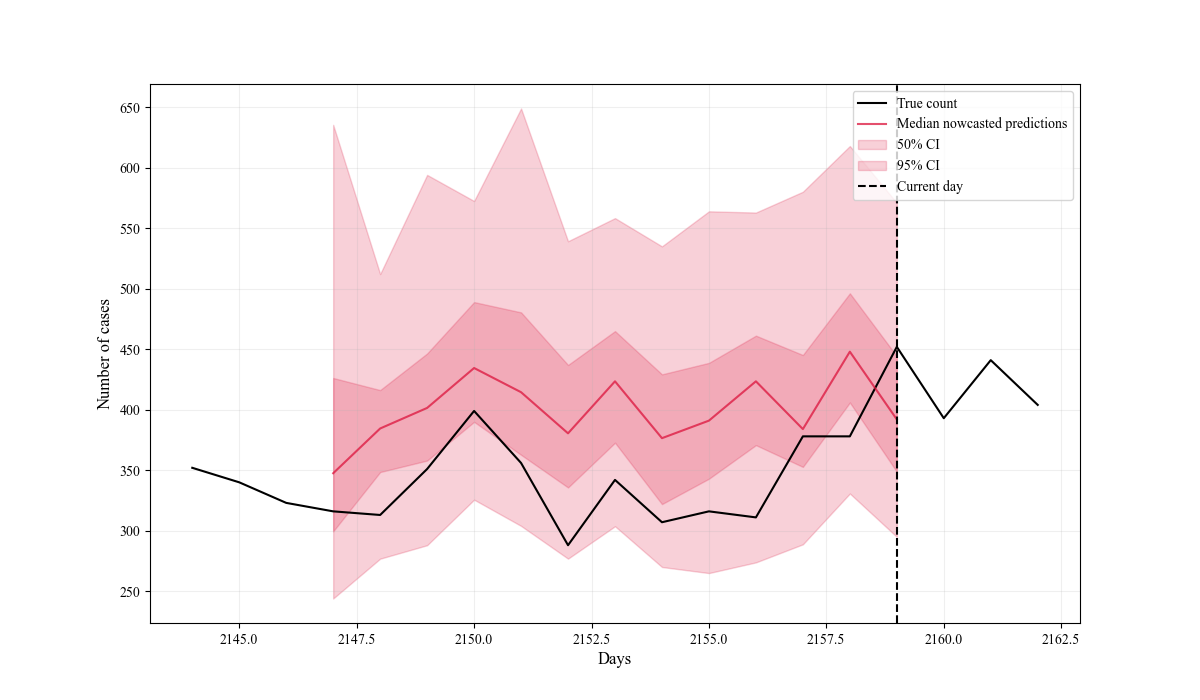 True count
Median nowcasted predictions
50% CI
95% CI
Current day
650
600
550
500
450
400
350
300
250
Number of cases
2145.0 2147.5 2150.0 2152.5 2155.0 2157.5 2160.0 2162.5
Days